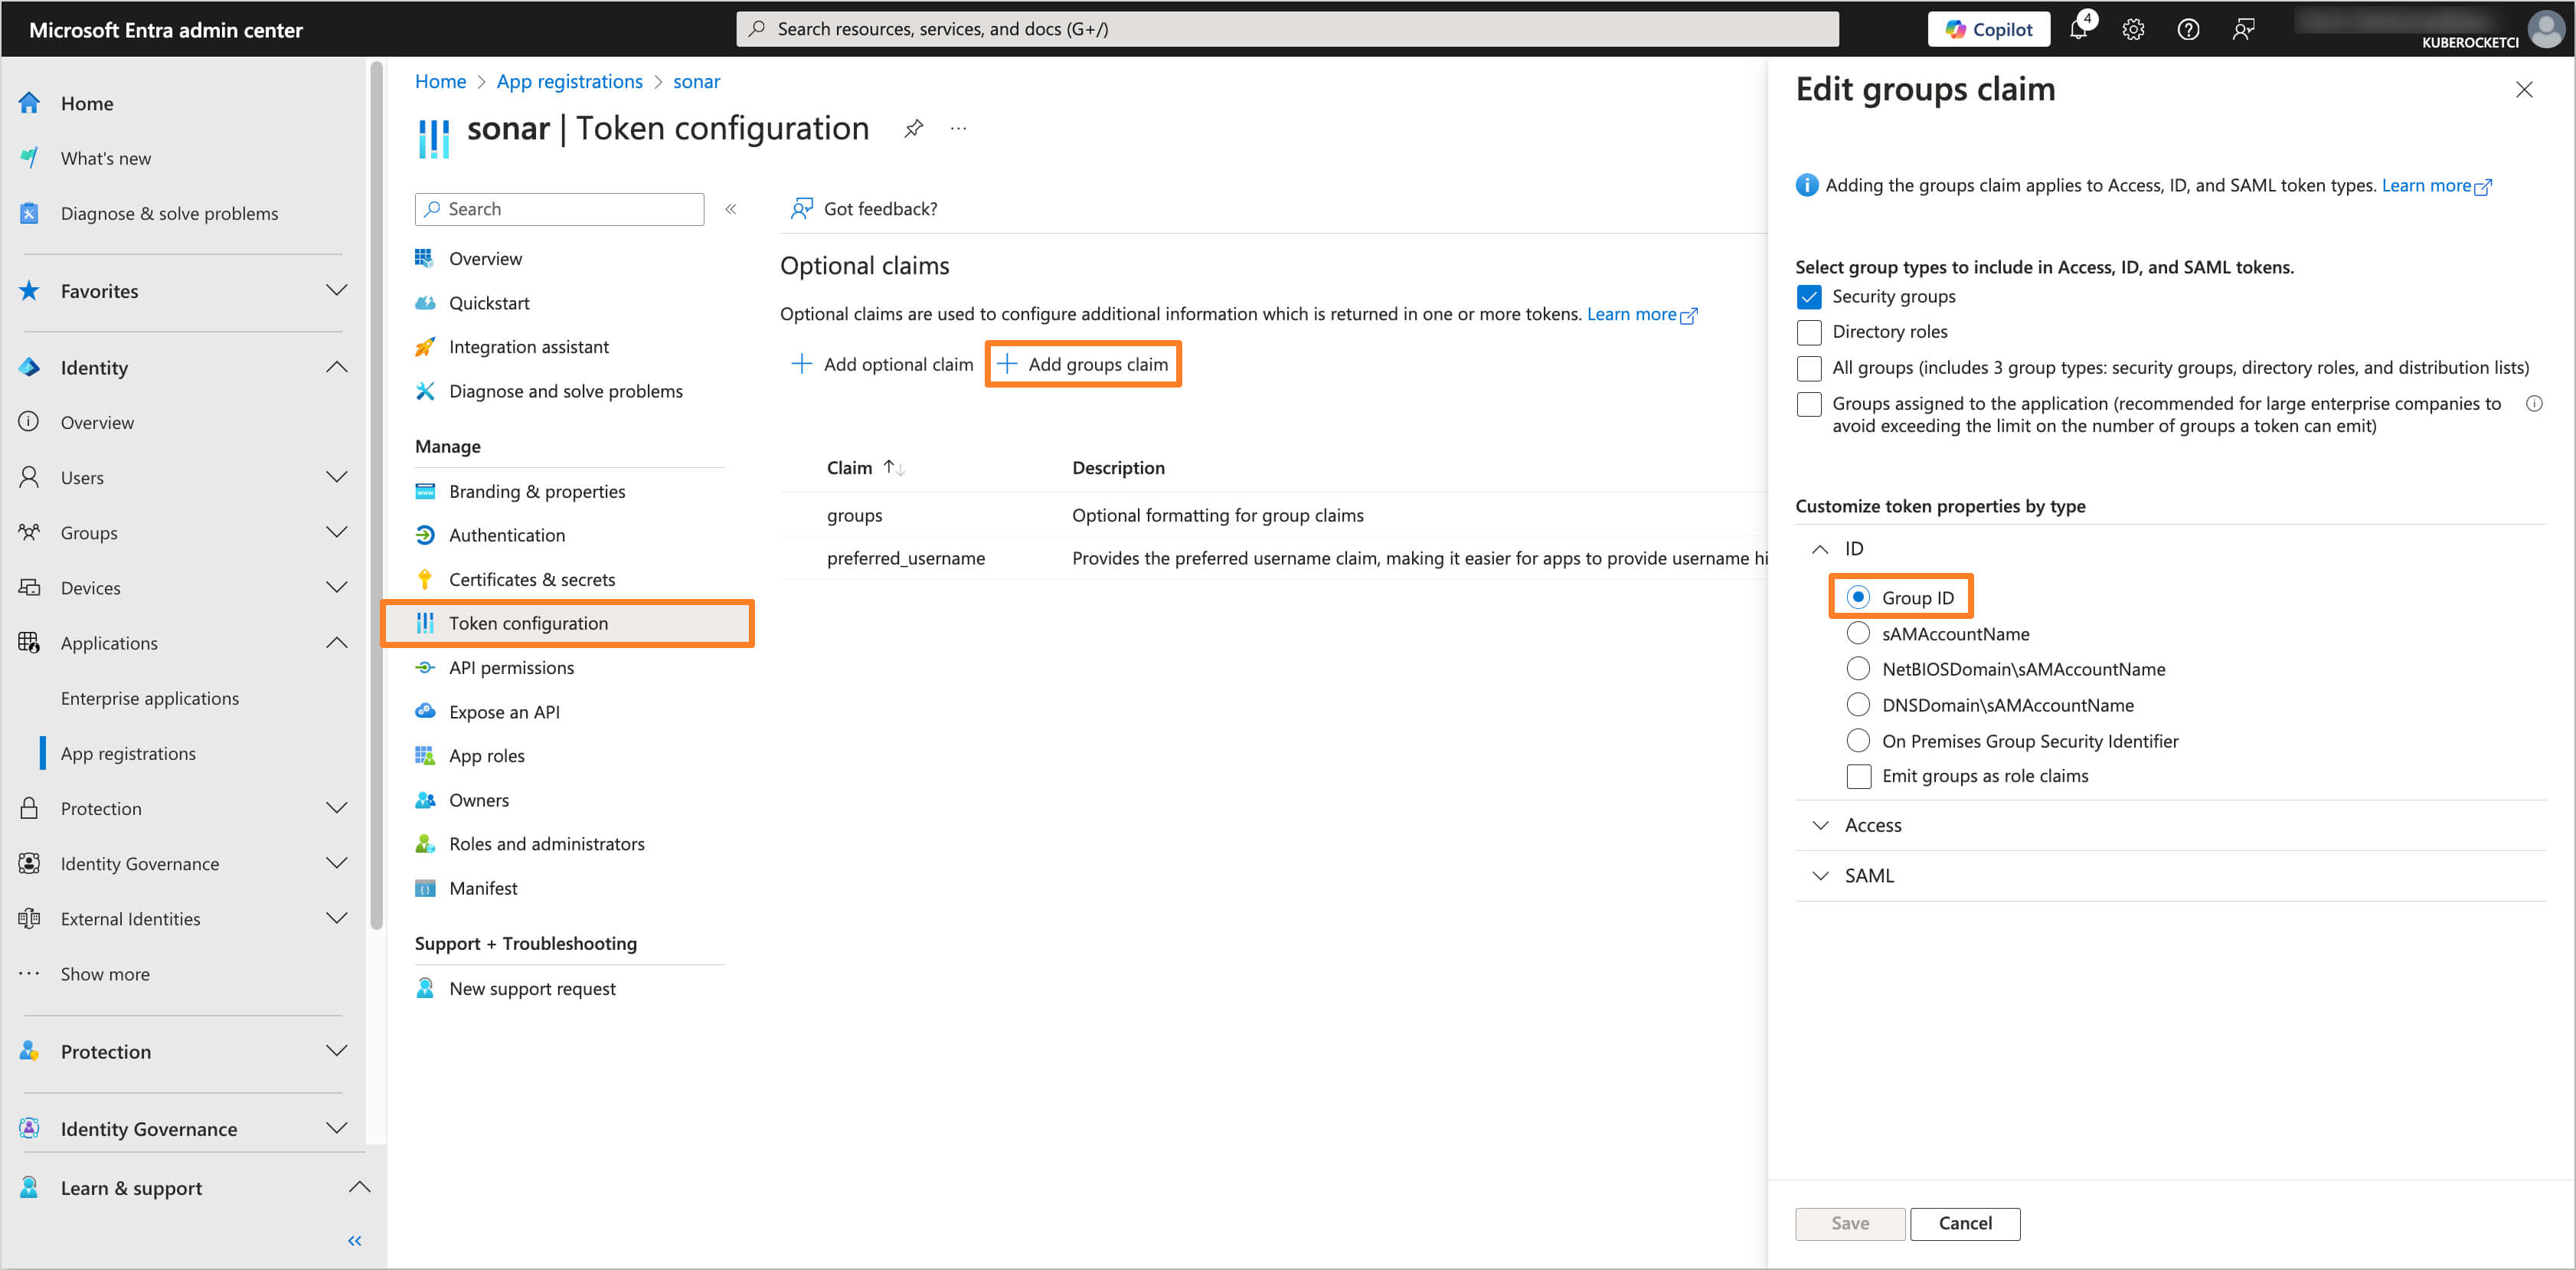 Microsoft Entra admin center
Search resources, services, and docs (G+/)
Copilot
4
KUBEROCKETCI
Home
What's new
Diagnose & solve problems
Favorites
Identity
Overview
Users
Groups
Devices
Applications
Enterprise applications
App registrations
Protection
Identity Governance
External Identities
Show more
Protection
Identity Governance
Learn & support
Home > App registrations > sonar
sonar | Token configuration
Search
Overview
Quickstart
Integration assistant
Diagnose and solve problems
Manage
Branding & properties
Authentication
Certificates & secrets
Token configuration
API permissions
Expose an API
App roles
Owners
Roles and administrators
Manifest
Support + Troubleshooting
New support request
Got feedback?
Optional claims
Optional claims are used to configure additional information which is returned in one or more tokens. Learn more
Add optional claim
Add groups claim
Claim Description
groups Optional formatting for group claims
preferred_username Provides the preferred username claim, making it easier for apps to provide username hi
Edit groups claim
Adding the groups claim applies to Access, ID, and SAML token types. Learn more
Select group types to include in Access, ID, and SAML tokens.
Security groups
Directory roles
All groups (includes 3 group types: security groups, directory roles, and distribution lists)
Groups assigned to the application (recommended for large enterprise companies to
avoid exceeding the limit on the number of groups a token can emit)
Customize token properties by type
ID
Group ID
sAMAccountName
NetBIOSDomain\sAMAccountName
DNSDomain\sAMAccountName
On Premises Group Security Identifier
Emit groups as role claims
Access
SAML
Save
Cancel